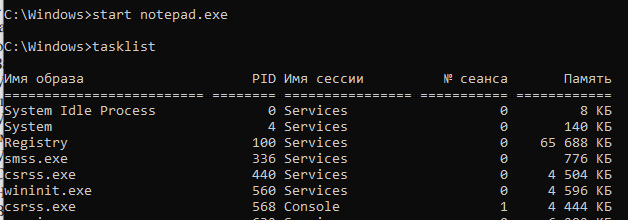 C:\Windows>start notepad.exe
C:\Windows>tasklist
Имя образа PID Имя сессии № сеанса Память
========================= ======== ================ =========== ============
System Idle Process 0 Services 0 8 КБ
System 4 Services 0 140 КБ
Registry 100 Services 0 65 688 КБ
smss.exe 336 Services 0 776 КБ
csrss.exe 440 Services 0 4 504 КБ
wininit.exe 560 Services 0 4 596 КБ
csrss.exe 568 Console 1 4 444 КБ